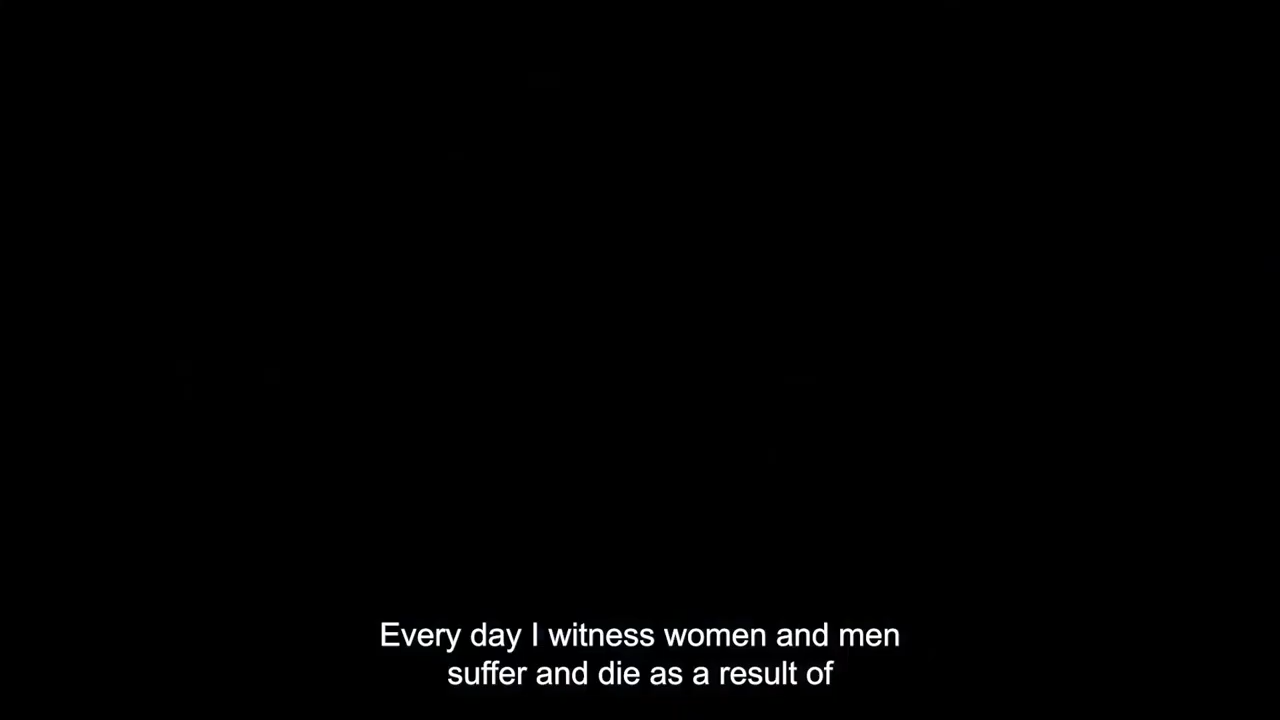 Every day I witness women and men
suffer and die as a result of